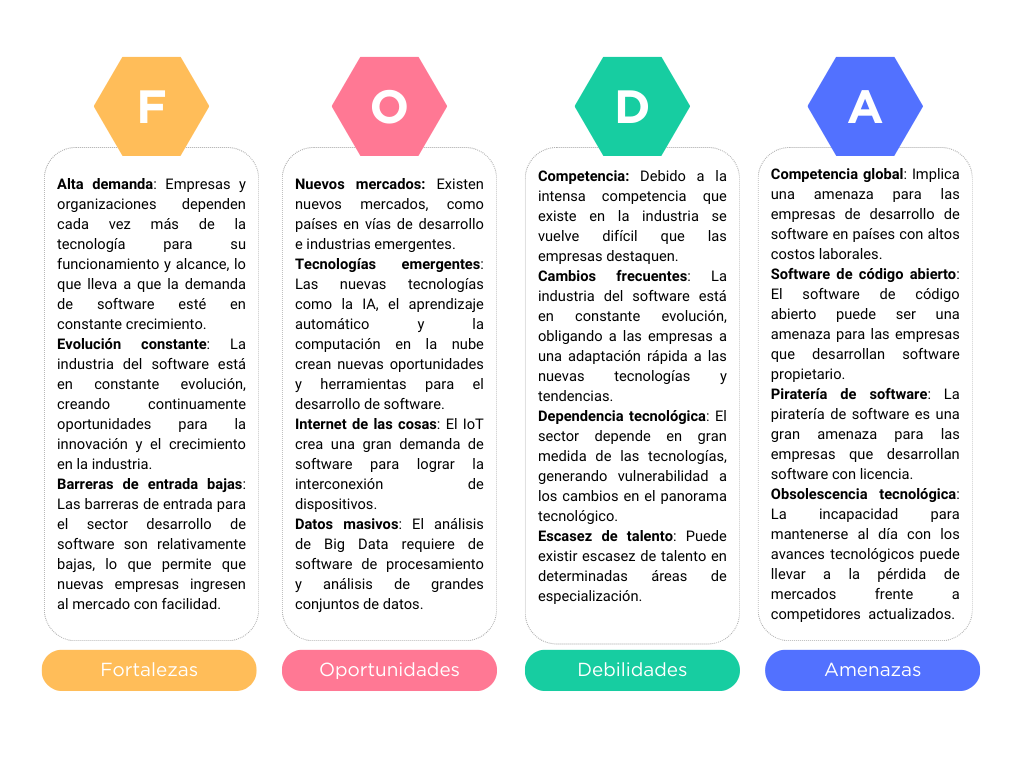 F
Alta demanda: Empresas y
organizaciones dependen
cada vez más de la
tecnología para su
funcionamiento y alcance, lo
que lleva a que la demanda
de software esté en
constante crecimiento.
Evolución constante: La
industria del software está
en constante evolución,
creando continuamente
oportunidades para la
innovación y el crecimiento
en la industria.
Barreras de entrada bajas:
Las barreras de entrada para
el sector desarrollo de
software son relativamente
bajas, lo que permite que
nuevas empresas ingresen
al mercado con facilidad.
Fortalezas
O
Nuevos mercados: Existen
nuevos mercados, como
países en vías de desarrollo
e industrias emergentes.
Tecnologías emergentes:
Las nuevas tecnologías
como la IA, el aprendizaje
automático y la
computación en la nube
crean nuevas oportunidades
y herramientas para el
desarrollo de software.
Internet de las cosas: El IoT
crea una gran demanda de
software para lograr la
interconexión de
dispositivos.
Datos masivos: El análisis
de Big Data requiere de
software de procesamiento
y análisis de grandes
conjuntos de datos.
Oportunidades
D
Competencia: Debido a la
intensa competencia que
existe en la industria se
vuelve difícil que las
empresas destaquen.
Cambios frecuentes: La
industria del software está
en constante evolución,
obligando a las empresas a
una adaptación rápida a las
nuevas tecnologías y
tendencias.
Dependencia tecnológica: El
sector depende en gran
medida de las tecnologías,
generando vulnerabilidad a
los cambios en el panorama
tecnológico.
Escasez de talento: Puede
existir escasez de talento en
determinadas áreas de
especialización.
Debilidades
A
Competencia global: Implica
una amenaza para las
empresas de desarrollo de
software en países con altos
costos laborales.
Software de código abierto:
El software de código
abierto puede ser una
amenaza para las empresas
que desarrollan software
propietario.
Piratería de software: La
piratería de software es una
gran amenaza para las
empresas que desarrollan
software con licencia.
Obsolescencia tecnológica:
La incapacidad para
mantenerse al día con los
avances tecnológicos puede
llevar a la pérdida de
mercados frente a
competidores actualizados.
Amenazas